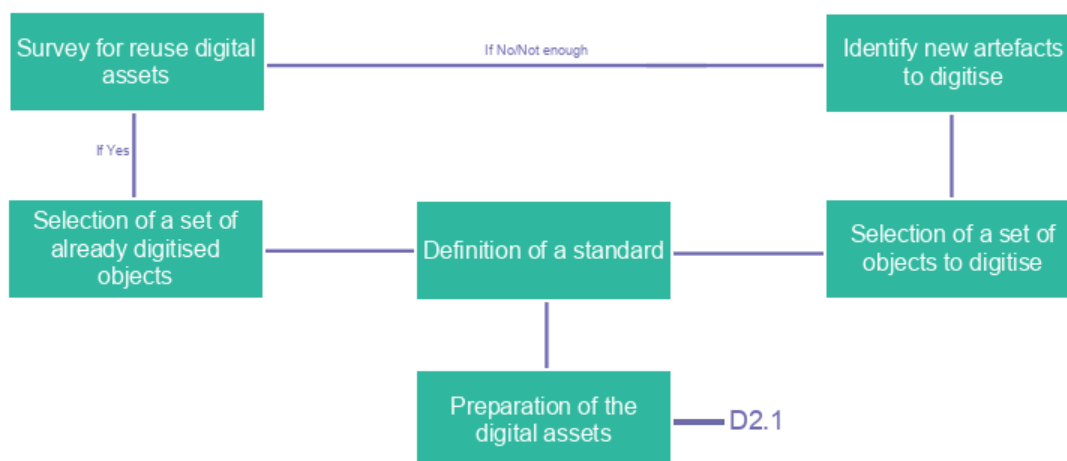 Survey for reuse digital
assets
If No/Not enough
Identify new artefacts
to digitise
If Yes
Selection of a set of
already digitised
objects
Definition of a standard
Selection of a set of
objects to digitise
Preparation of the
digital assets
D2.1